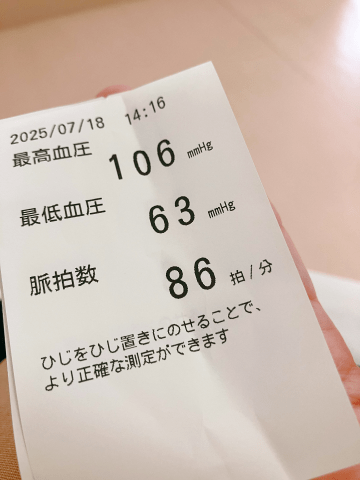 2025/07/18 14:16
最高血圧 106 mmHg
最低血圧 63 mmHg
脈拍数 86 拍/分
ひじをひじ置きにのせることで、
より正確な測定ができます